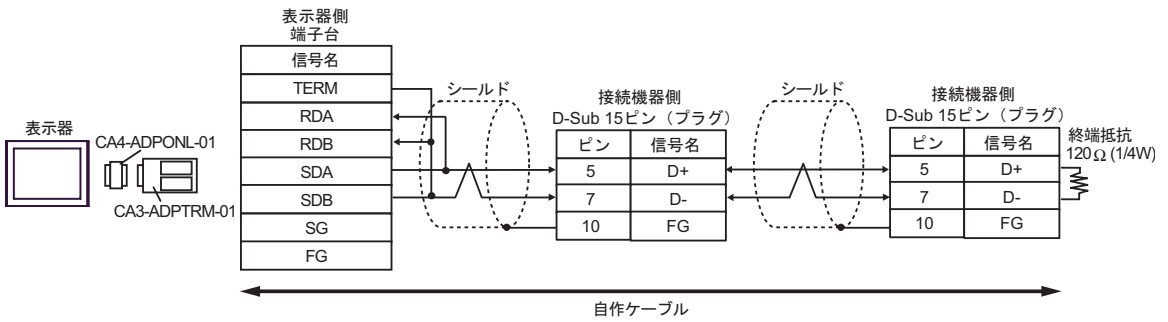 表示器
CA4-ADPONL-01
CA3-ADPTRM-01
表示器側
端子台
信号名
TERM
RDA
RDB
SDA
SDB
SG
FG
シールド
接続機器側
D-Sub 15ピン（プラグ）
ピン 信号名
5 D+
7 D-
10 FG
シールド
接続機器側
D-Sub 15ピン（プラグ）
ピン 信号名
5 D+
7 D-
10 FG
終端抵抗
120Ω (1/4W)
自作ケーブル